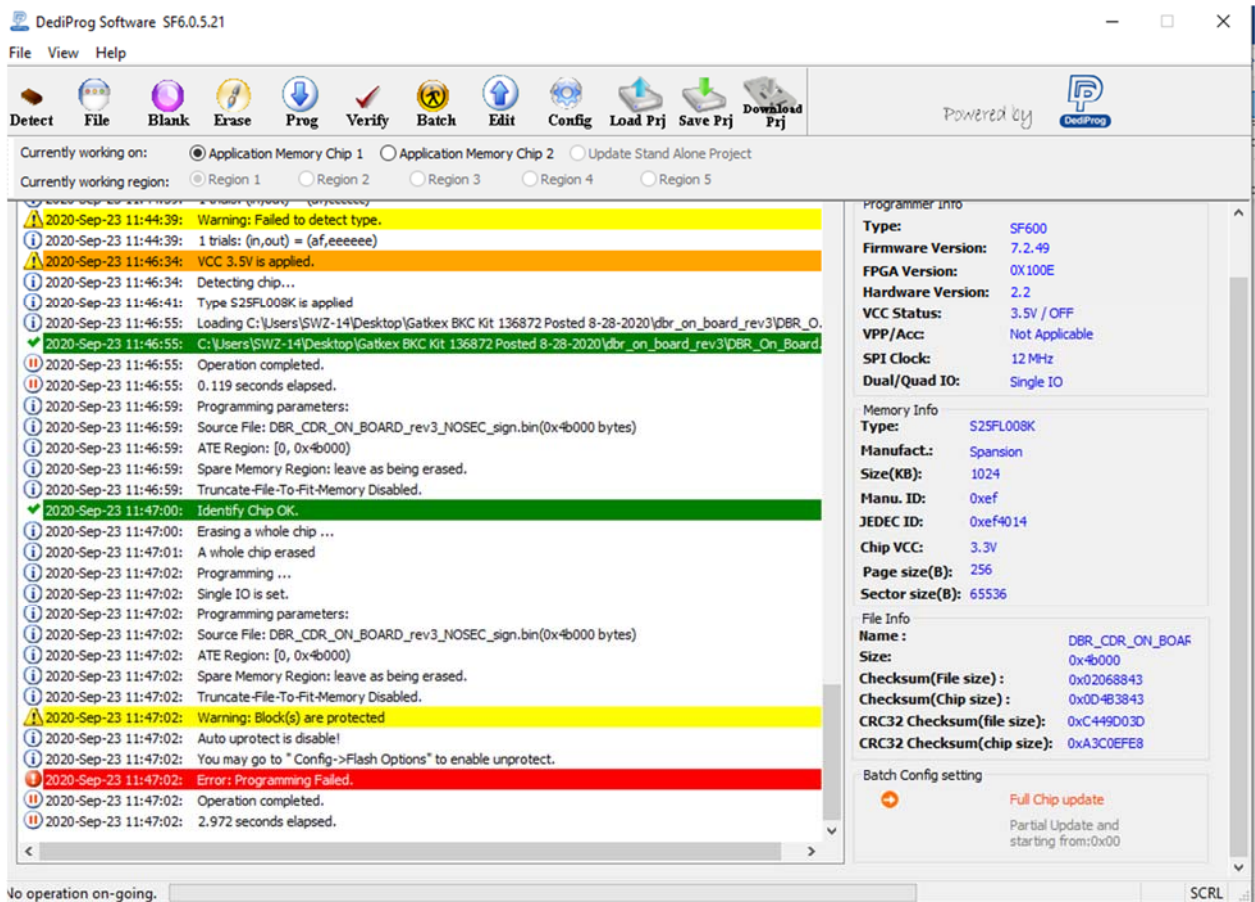 DediProg Software SF6.0.5.21
File View Help
Detect File Blank Erase Prog Verify Batch Edit Config Load Prj Save Prj Download Prj
Powered by DediProg
Currently working on: Application Memory Chip 1 Application Memory Chip 2 Update Stand Alone Project
Currently working region: Region 1 Region 2 Region 3 Region 4 Region 5
2020-Sep-23 11:44:39: Warning: Failed to detect type.
2020-Sep-23 11:44:39: 1 trials: (in,out) = (af,eeeeee)
2020-Sep-23 11:46:34: VCC 3.5V is applied.
2020-Sep-23 11:46:34: Detecting chip...
2020-Sep-23 11:46:41: Type S25FL008K is applied
2020-Sep-23 11:46:55: Loading C:\Users\SWZ-14\Desktop\Gatkex BKC Kit 136872 Posted 8-28-2020\dbr_on_board_rev3\DBR_O.
2020-Sep-23 11:46:55: C:\Users\SWZ-14\Desktop\Gatkex BKC Kit 136872 Posted 8-28-2020\dbr_on_board_rev3\DBR_On_Board.
2020-Sep-23 11:46:55: Operation completed.
2020-Sep-23 11:46:55: 0.119 seconds elapsed.
2020-Sep-23 11:46:59: Programming parameters:
2020-Sep-23 11:46:59: Source File: DBR_CDR_ON_BOARD_rev3_NOSEC_sign.bin(0x4b000 bytes)
2020-Sep-23 11:46:59: ATE Region: [0, 0x4b000)
2020-Sep-23 11:46:59: Spare Memory Region: leave as being erased.
2020-Sep-23 11:46:59: Truncate-File-To-Fit-Memory Disabled.
2020-Sep-23 11:47:00: Identify Chip OK.
2020-Sep-23 11:47:00: Erasing a whole chip ...
2020-Sep-23 11:47:01: A whole chip erased
2020-Sep-23 11:47:02: Programming ...
2020-Sep-23 11:47:02: Single IO is set.
2020-Sep-23 11:47:02: Programming parameters:
2020-Sep-23 11:47:02: Source File: DBR_CDR_ON_BOARD_rev3_NOSEC_sign.bin(0x4b000 bytes)
2020-Sep-23 11:47:02: ATE Region: [0, 0x4b000)
2020-Sep-23 11:47:02: Spare Memory Region: leave as being erased.
2020-Sep-23 11:47:02: Truncate-File-To-Fit-Memory Disabled.
2020-Sep-23 11:47:02: Warning: Block(s) are protected
2020-Sep-23 11:47:02: Auto uprotect is disable!
2020-Sep-23 11:47:02: You may go to " Config->Flash Options" to enable unprotect.
2020-Sep-23 11:47:02: Error: Programming Failed.
2020-Sep-23 11:47:02: Operation completed.
2020-Sep-23 11:47:02: 2.972 seconds elapsed.
Programmer Info
Type: SF600
Firmware Version: 7.2.49
FPGA Version: 0X100E
Hardware Version: 2.2
VCC Status: 3.5V / OFF
VPP/Acc: Not Applicable
SPI Clock: 12 MHz
Dual/Quad IO: Single IO
Memory Info
Type: S25FL008K
Manufact.: Spansion
Size(KB): 1024
Manu. ID: 0xef
JEDEC ID: 0xef4014
Chip VCC: 3.3V
Page size(B): 256
Sector size(B): 65536
File Info
Name : DBR_CDR_ON_BOAR
Size: 0x4b000
Checksum(File size) : 0x02068843
Checksum(Chip size) : 0x0D4B3843
CRC32 Checksum(file size): 0xC449D03D
CRC32 Checksum(chip size): 0xA3C0EFE8
Batch Config setting
Full Chip update
Partial Update and
starting from:0x00
No operation on-going.
SCRL